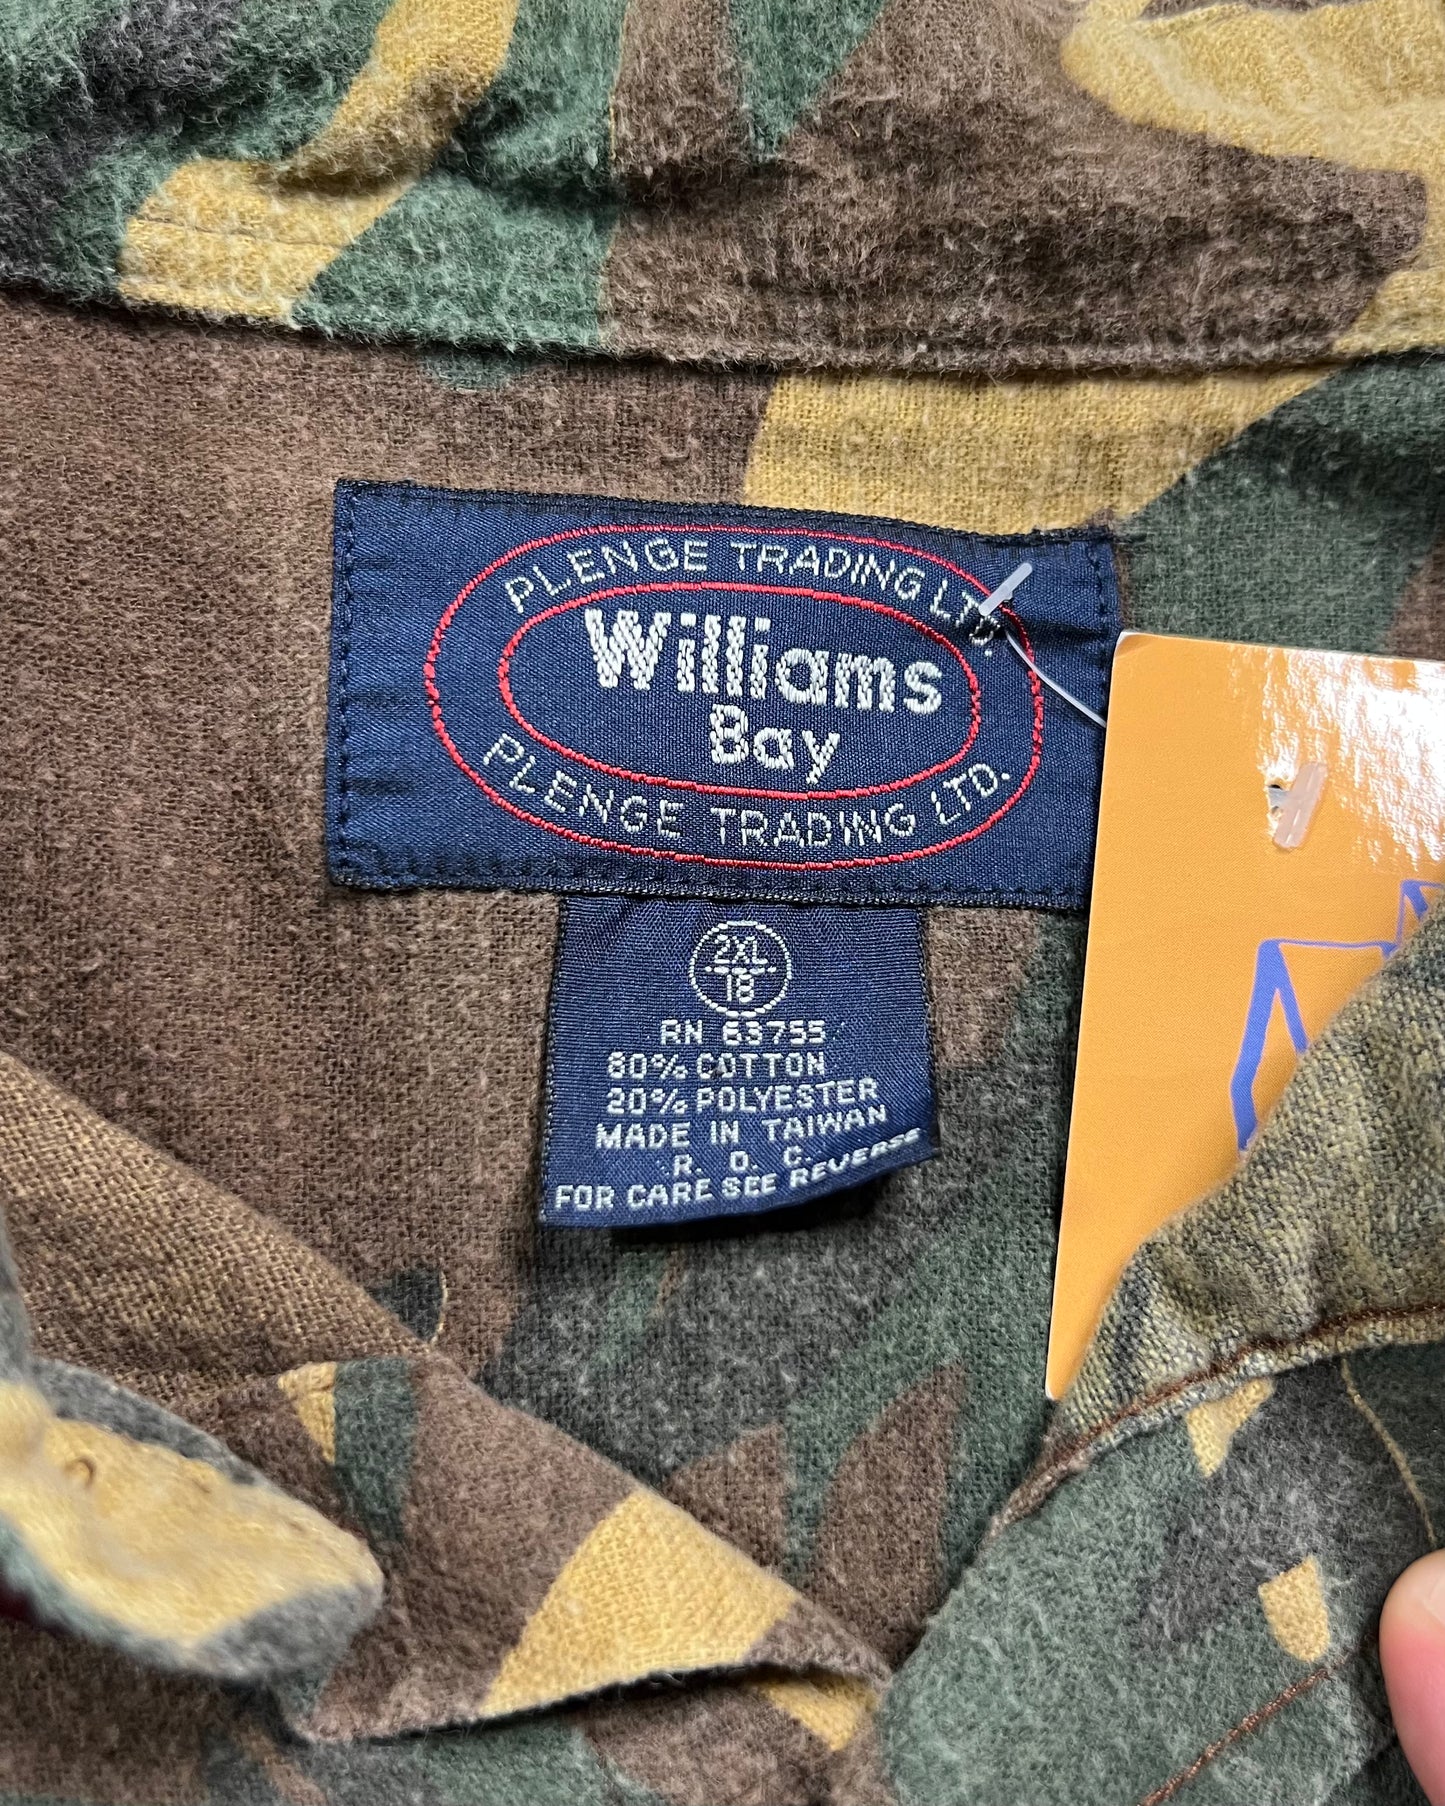 PLENGE TRADING LTD.
Williams
Bay
PLENGE TRADING LTD.
2XL
18
RN 63755
80% COTTON
20% POLYESTER
MADE IN TAIWAN
R. O. C.
FOR CARE SEE REVERSE